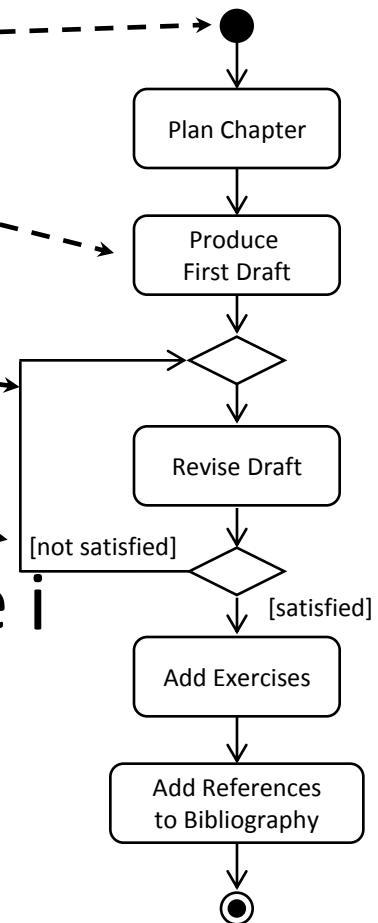 Plan Chapter
Produce
First Draft
Revise Draft
[not satisfied]
[satisfied]
Add Exercises
Add References
to Bibliography